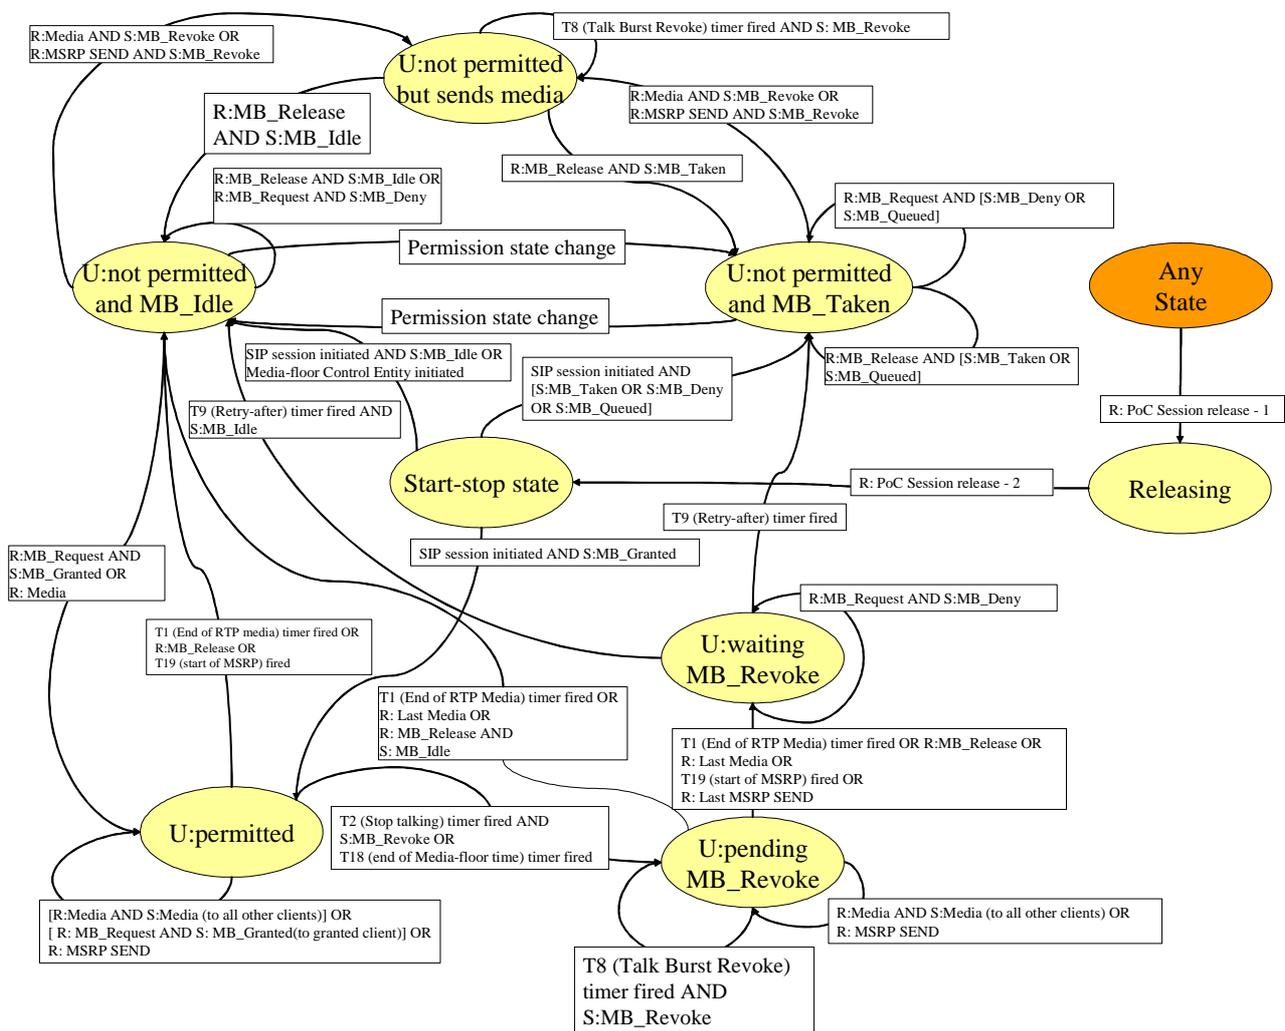 T8 (Talk Burst Revoke) timer fired AND S: MB_Revoke
R:Media AND S:MB_Revoke OR
R:MSRP SEND AND S:MB_Revoke
U:not permitted
but sends media
R:Media AND S:MB_Revoke OR
R:MSRP SEND AND S:MB_Revoke
R:MB_Release
AND S:MB_Idle
R:MB_Release AND S:MB_Taken
R:MB_Release AND S:MB_Idle OR
R:MB_Request AND S:MB_Deny
R:MB_Request AND [S:MB_Deny OR
S:MB_Queued]
Permission state change
U:not permitted
and MB_Idle
U:not permitted
and MB_Taken
Any
State
Permission state change
SIP session initiated AND S:MB_Idle OR
Media-floor Control Entity initiated
SIP session initiated AND
[S:MB_Taken OR S:MB_Deny
OR S:MB_Queued]
R:MB_Release AND [S:MB_Taken OR
S:MB_Queued]
T9 (Retry-after) timer fired AND
S:MB_Idle
R: PoC Session release - 1
Start-stop state
R: PoC Session release - 2
Releasing
T9 (Retry-after) timer fired
SIP session initiated AND S:MB_Granted
R:MB_Request AND
S:MB_Granted OR
R: Media
R:MB_Request AND S:MB_Deny
T1 (End of RTP media) timer fired OR
R:MB_Release OR
T19 (start of MSRP) fired
U:waiting
MB_Revoke
T1 (End of RTP Media) timer fired OR
R: Last Media OR
R: MB_Release AND
S: MB_Idle
T1 (End of RTP Media) timer fired OR R:MB_Release OR
R: Last Media OR
T19 (start of MSRP) fired OR
R: Last MSRP SEND
U:permitted
T2 (Stop talking) timer fired AND
S:MB_Revoke OR
T18 (end of Media-floor time) timer fired
U:pending
MB_Revoke
[R:Media AND S:Media (to all other clients)] OR
[ R: MB_Request AND S: MB_Granted(to granted client)] OR
R: MSRP SEND
R:Media AND S:Media (to all other clients) OR
R: MSRP SEND
T8 (Talk Burst Revoke)
timer fired AND
S:MB_Revoke